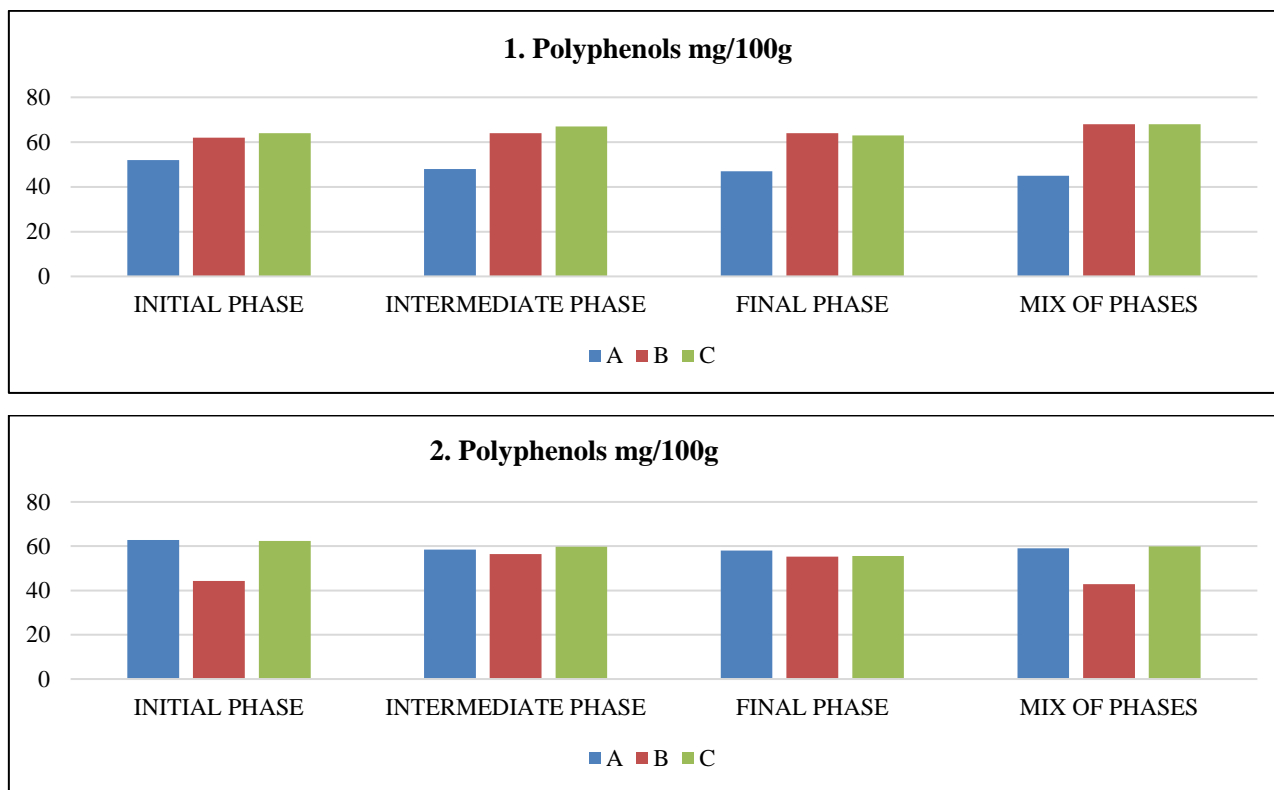 1. Polyphenols mg/100g
80
60
40
20
0
INITIAL PHASE INTERMEDIATE PHASE FINAL PHASE MIX OF PHASES
A B C
2. Polyphenols mg/100g
80
60
40
20
0
INITIAL PHASE INTERMEDIATE PHASE FINAL PHASE MIX OF PHASES
A B C